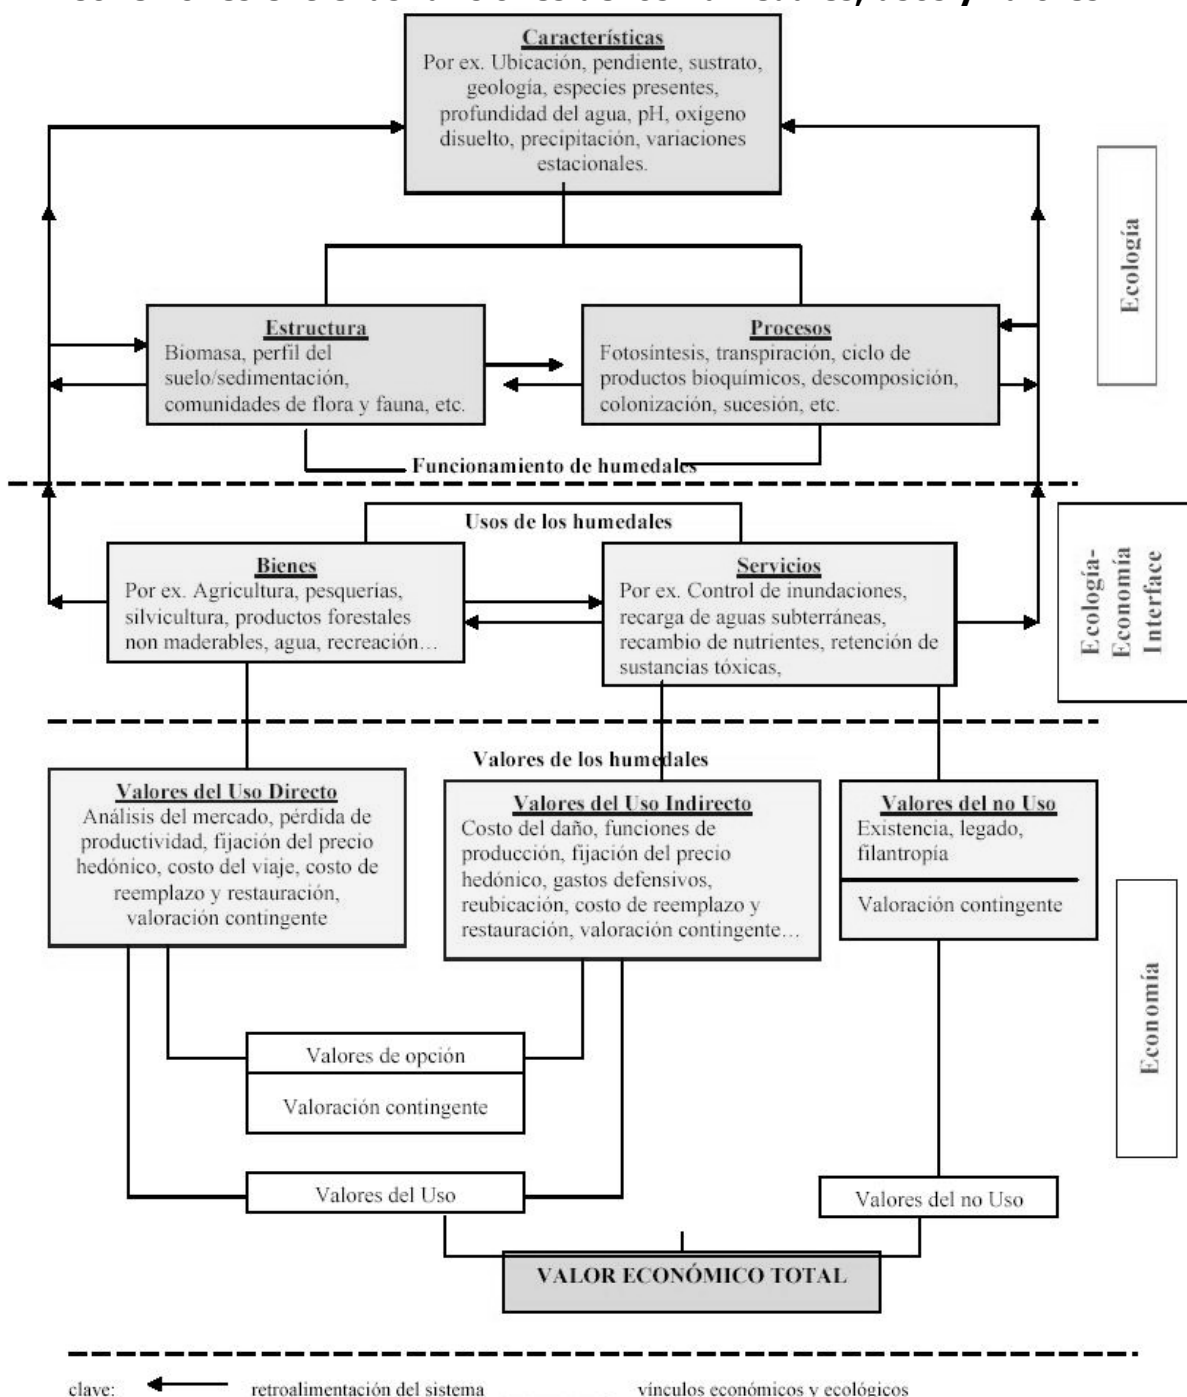 Características
Por ex. Ubicación, pendiente, sustrato,
geología, especies presentes,
profundidad del agua, pH, oxigeno
disuelto, precipitación, variaciones
estacionales.
Ecología
Estructura
Biomasa, perfil del
suelo/sedimentación,
comunidades de flora y fauna, etc.
Procesos
Fotosíntesis, transpiración, ciclo de
productos bioquímicos, descomposición,
colonización, sucesión, etc.
Funcionamiento de humedales
Usos de los humedales
Bienes
Por ex. Agricultura, pesquerías,
silvicultura, productos forestales
non maderables, agua, recreación…
Servicios
Por ex. Control de inundaciones,
recarga de aguas subterráneas,
recambio de nutrientes, retención de
sustancias tóxicas,
Ecología-
Economía
Interface
Valores de los humedales
Valores del Uso Directo
Análisis del mercado, pérdida de
productividad, fijación del precio
hedónico, costo del viaje, costo de
reemplazo y restauración,
valoración contingente
Valores del Uso Indirecto
Costo del daño, funciones de
producción, fijación del precio
hedónico, gastos defensivos,
reubicación, costo de reemplazo y
restauración, valoración contingente…
Valores del no Uso
Existencia, legado,
filantropía
Valoración contingente
Economía
Valores de opción
Valoración contingente
Valores del Uso
Valores del no Uso
VALOR ECONÓMICO TOTAL
clave:
retroalimentación del sistema
vínculos económicos y ecológicos